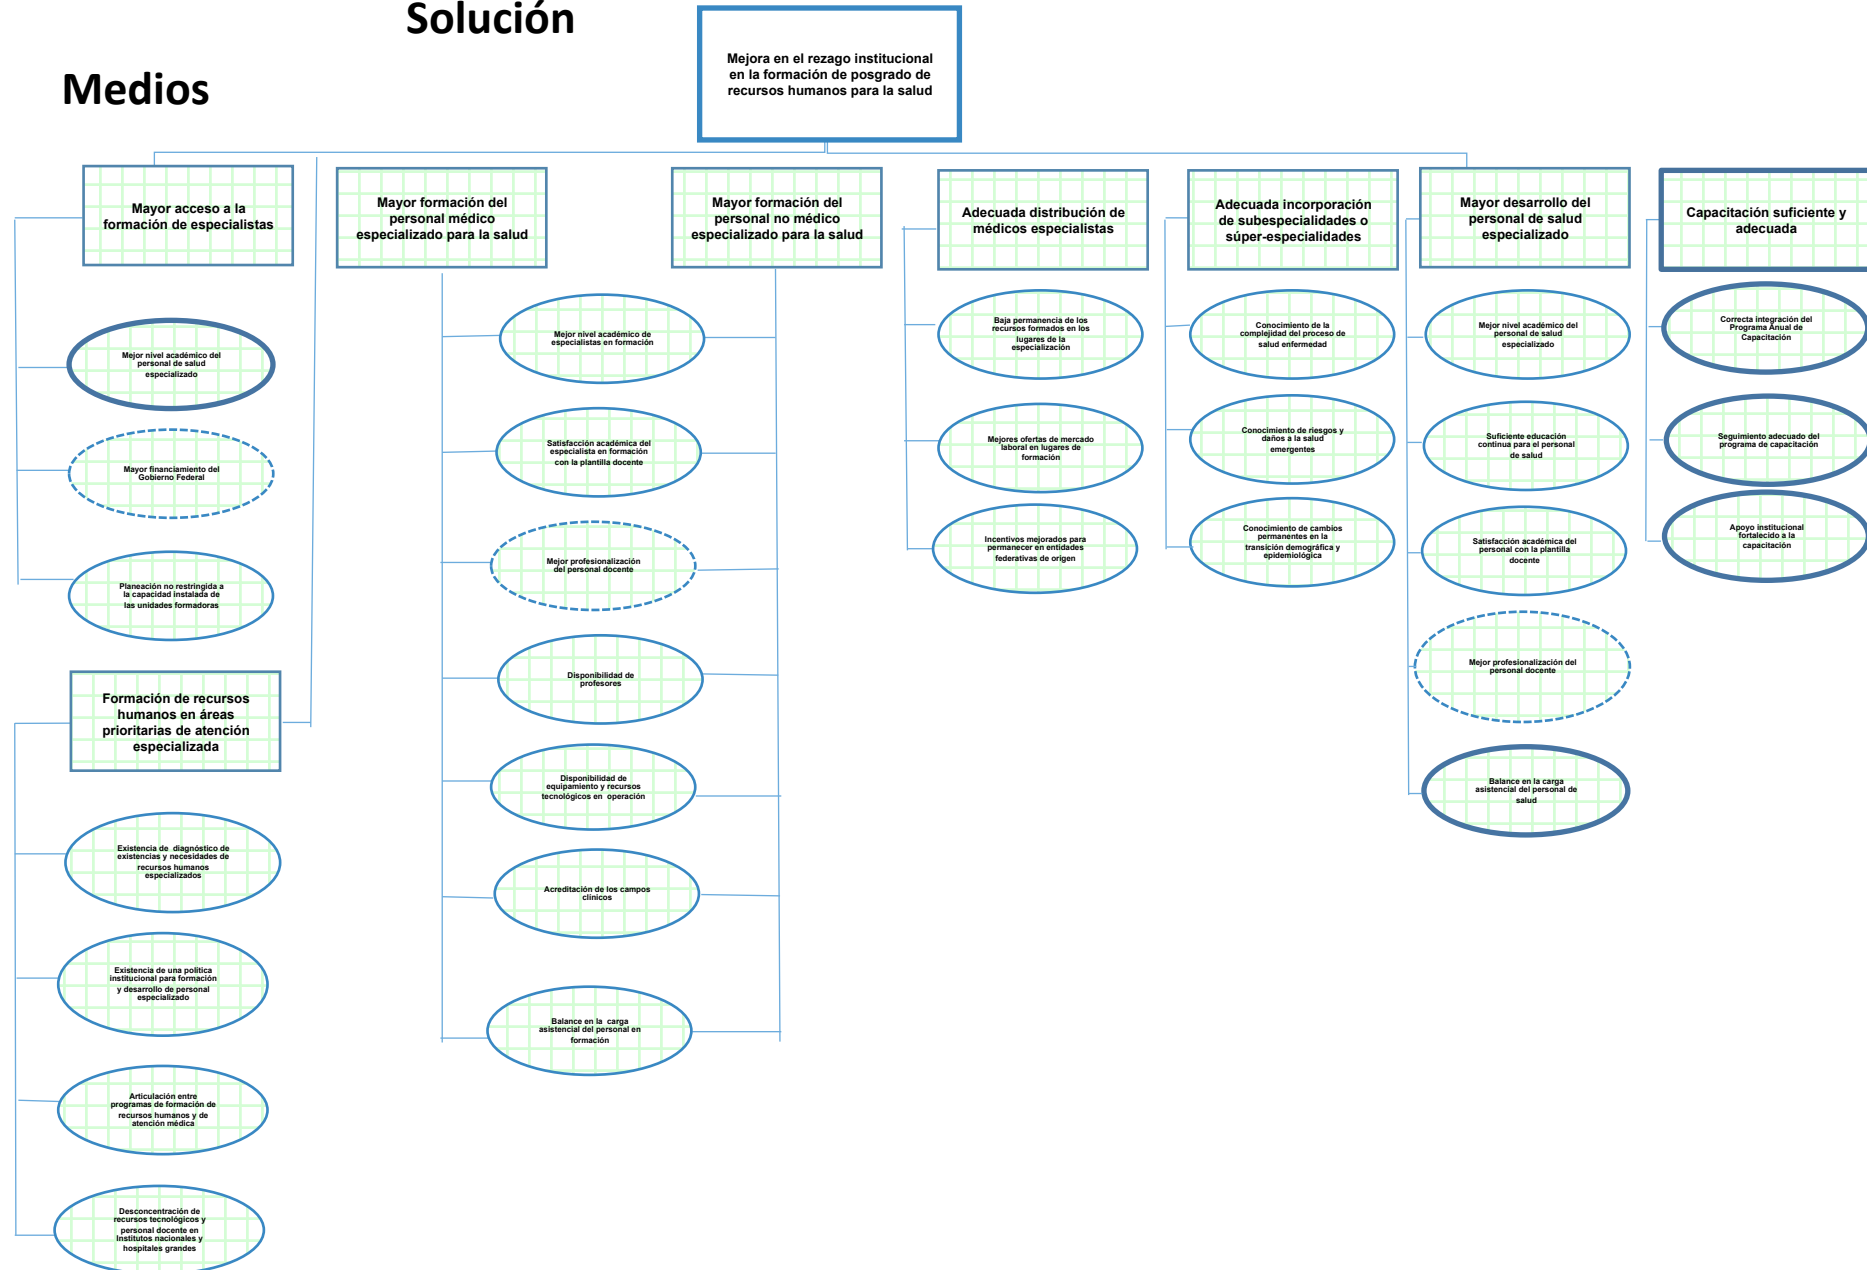 Solución
Medios
Mejora en el rezago institucional
en la formación de posgrado de
recursos humanos para la salud
Mayor acceso a la
formación de especialistas
Mejor nivel académico del
personal de salud
especializado
Mayor financiamiento del
Gobierno Federal
Planeación no restringida a
la capacidad instalada de
las unidades formadoras
Formación de recursos
humanos en áreas
prioritarias de atención
especializada
Existencia de  diagnóstico de
existencias y necesidades de
recursos humanos
especializados
Existencia de una política
institucional para formación
y desarrollo de personal
especializado
Articulación entre
programas de formación de
recursos humanos y de
atención médica
Desconcentración de
recursos tecnológicos y
personal docente en
Institutos nacionales y
hospitales grandes
Mayor formación del
personal médico
especializado para la salud
Mayor formación del
personal no médico
especializado para la salud
Mejor nivel académico de
especialistas en formación
Satisfacción académica del
especialista en formación
con la plantilla docente
Mejor profesionalización
del personal docente
Disponibilidad de
profesores
Disponibilidad de
equipamiento y recursos
tecnológicos en  operación
Acreditación de los campos
clínicos
Balance en la  carga
asistencial del personal en
formación
Adecuada distribución de
médicos especialistas
Baja permanencia de los
recursos formados en los
lugares de la
especialización
Mejores ofertas de mercado
laboral en lugares de
formación
Incentivos mejorados para
permanecer en entidades
federativas de origen
Adecuada incorporación
de subespecialidades o
súper-especialidades
Conocimiento de la
complejidad del proceso de
salud enfermedad
Conocimiento de riesgos y
daños a la salud
emergentes
Conocimiento de cambios
permanentes en la
transición demográfica y
epidemiológica
Mayor desarrollo del
personal de salud
especializado
Mejor nivel académico del
personal de salud
especializado
Suficiente educación
continua para el personal
de salud
Satisfacción académica del
personal con la plantilla
docente
Mejor profesionalización del
personal docente
Balance en la carga
asistencial del personal de
salud
Capacitación suficiente y
adecuada
Correcta integración del
Programa Anual de
Capacitación
Seguimiento adecuado del
programa de capacitación
Apoyo institucional
fortalecido a la
capacitación